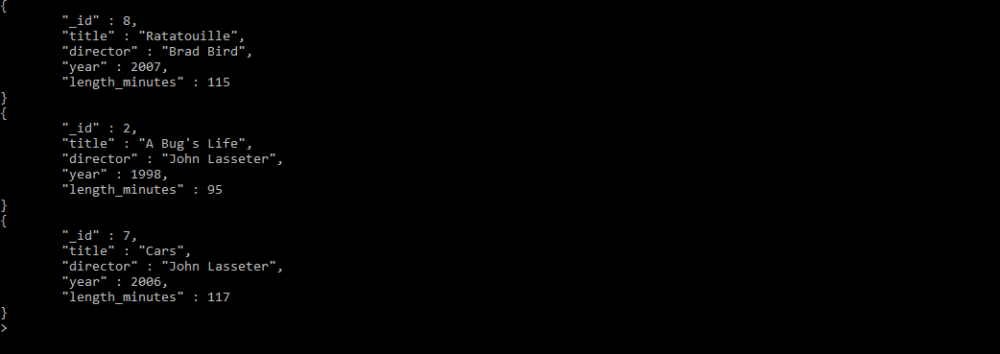 {
"_id" : 8,
"title" : "Ratatouille",
"director" : "Brad Bird",
"year" : 2007,
"length_minutes" : 115
}
{
"_id" : 2,
"title" : "A Bug's Life",
"director" : "John Lasseter",
"year" : 1998,
"length_minutes" : 95
}
{
"_id" : 7,
"title" : "Cars",
"director" : "John Lasseter",
"year" : 2006,
"length_minutes" : 117
}
>